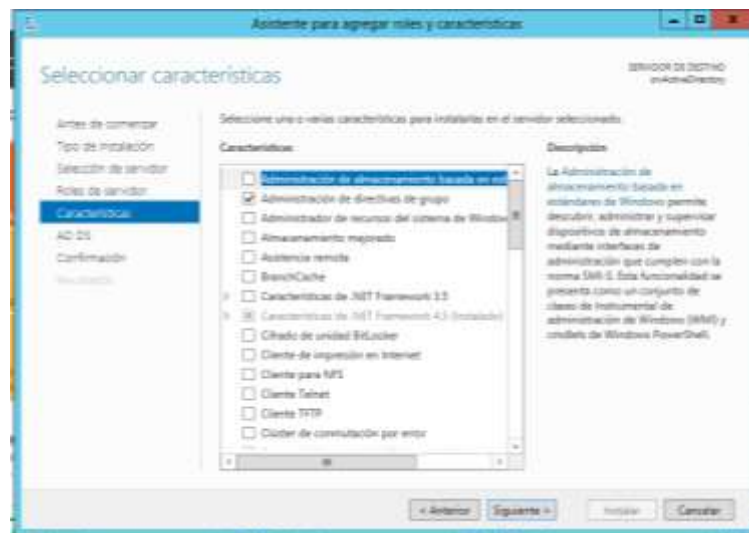 Asistente para agregar roles y características
Seleccionar características
SERVIDOR DE DESTINO
Antes de comenzar
Tipo de instalación
Selección de servidor
Roles de servidor
Características
AD DS
Confirmación
Resultados
Seleccione una o varias características para instalarlas en el servidor seleccionado.
Características
Administración de almacenamiento basada en est
Administración de directivas de grupo
Administrador de recursos del sistema de Window
Almacenamiento mejorado
Asistencia remota
BranchCache
Características de .NET Framework 3.5
Características de .NET Framework 4.5 (Instalado)
Cifrado de unidad BitLocker
Cliente de impresión en Internet
Cliente para NFS
Cliente Telnet
Cliente TFTP
Clúster de conmutación por error
Descripción
La Administración de
almacenamiento basada en
estándares de Windows permite
descubrir, administrar y supervisar
dispositivos de almacenamiento
mediante interfaces de
administración que cumplen con la
norma SMI-S. Esta funcionalidad se
presenta como un conjunto de
clases de Instrumental de
administración de Windows (WMI) y
cmdlets de Windows PowerShell.
< Anterior
Siguiente >
Instalar
Cancelar